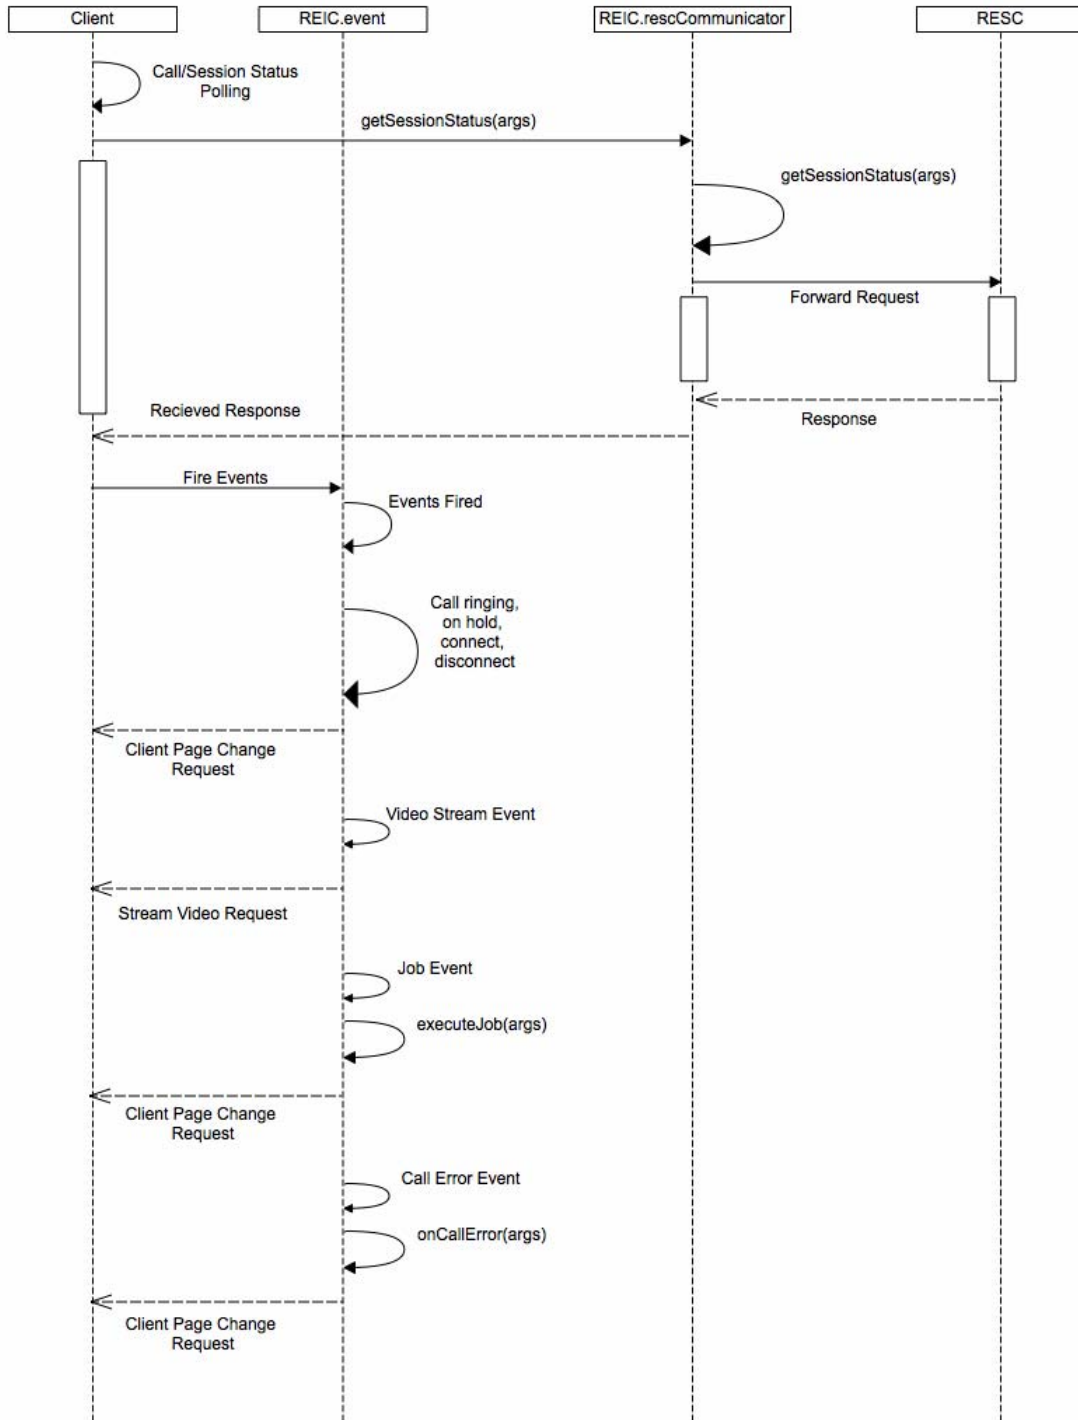 Client
REIC.event
REIC.rescCommunicator
RESC
Call/Session Status
Polling
getSessionStatus(args)
getSessionStatus(args)
Forward Request
Recieved Response
Response
Fire Events
Events Fired
Call ringing,
on hold,
connect,
disconnect
Client Page Change
Request
Video Stream Event
Stream Video Request
Job Event
executeJob(args)
Client Page Change
Request
Call Error Event
onCallError(args)
Client Page Change
Request